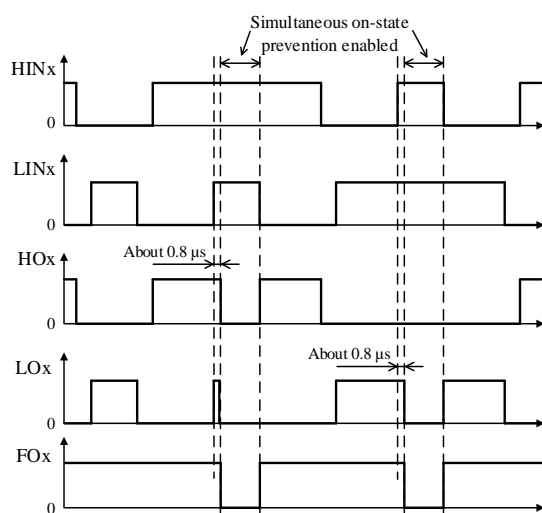 Simultaneous on-state
prevention enabled
HINx
0
LINx
0
About 0.8 µs
HOx
0
About 0.8 µs
LOx
0
FOx
0